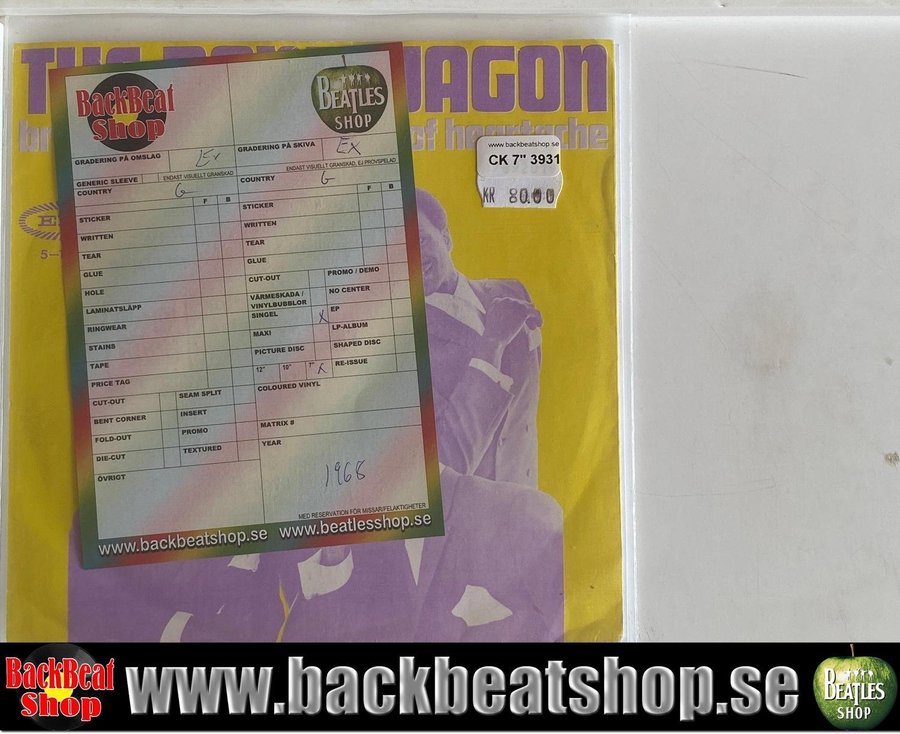 THE WAGON
of heartache
BackBeat
Shop
BEATLES
SHOP
www.backbeatshop.se
CK 7" 3931
KR 80.00
GRADERING PÅ OMSLAG Ex
GRADERING PÅ SKIVA Ex
ENDAST VISUELLT GRANSKAD
ENDAST VISUELLT GRANSKAD, EJ PROVSPELAD
GENERIC SLEEVE
COUNTRY G
COUNTRY G
F B
F B
STICKER
WRITTEN
TEAR
GLUE
HOLE
LAMINATSLÄPP
RINGWEAR
STAINS
TAPE
PRICE TAG
CUT-OUT
SEAM SPLIT
BENT CORNER
INSERT
FOLD-OUT
PROMO
DIE-CUT
TEXTURED
ÖVRIGT
STICKER
WRITTEN
TEAR
GLUE
CUT-OUT
PROMO / DEMO
VÄRMESKADA /
VINYLBUBBLOR
NO CENTER
SINGEL X
EP
MAXI
LP-ALBUM
PICTURE DISC
SHAPED DISC
12" 10" 7" X
RE-ISSUE
COLOURED VINYL
MATRIX #
YEAR
1968
MED RESERVATION FÖR MISSAR/FELAKTIGHETER
www.backbeatshop.se www.beatlesshop.se
BackBeat
Shop
www.backbeatshop.se
BEATLES
SHOP